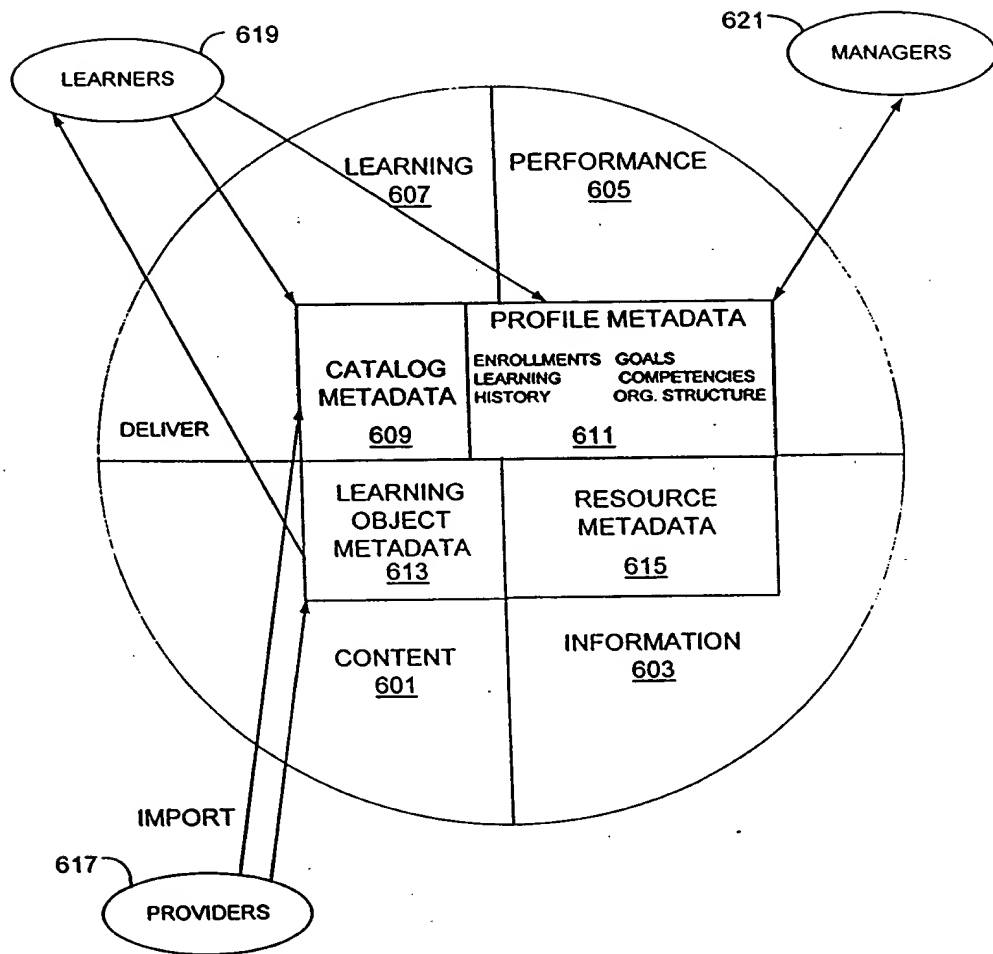 619
LEARNERS
621
MANAGERS
LEARNING
607
PERFORMANCE
605
PROFILE METADATA
ENROLLMENTS GOALS
LEARNING COMPETENCIES
HISTORY ORG. STRUCTURE
611
CATALOG
METADATA
609
DELIVER
LEARNING
OBJECT
METADATA
613
RESOURCE
METADATA
615
CONTENT
601
INFORMATION
603
IMPORT
617
PROVIDERS